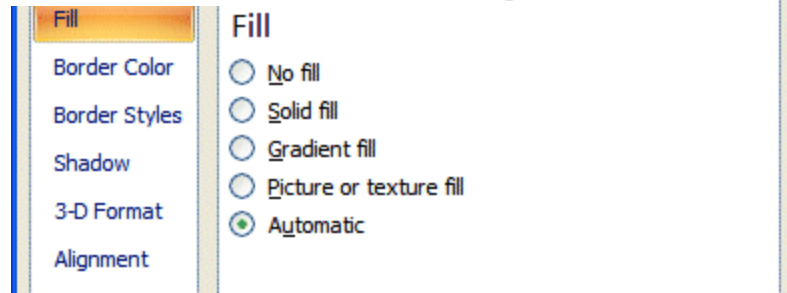 Fill
Border Color
Border Styles
Shadow
3-D Format
Alignment
Fill
No fill
Solid fill
Gradient fill
Picture or texture fill
Automatic